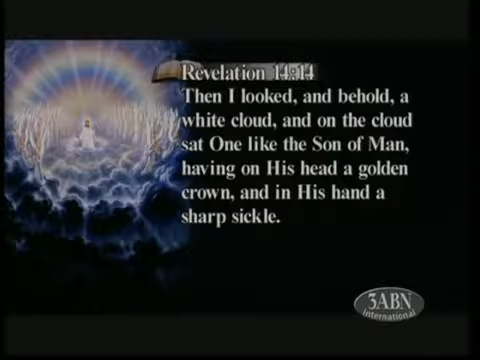 Revelation 14:14
Then I looked, and behold, a
white cloud, and on the cloud
sat One like the Son of Man,
having on His head a golden
crown, and in His hand a
sharp sickle.
3ABN
international